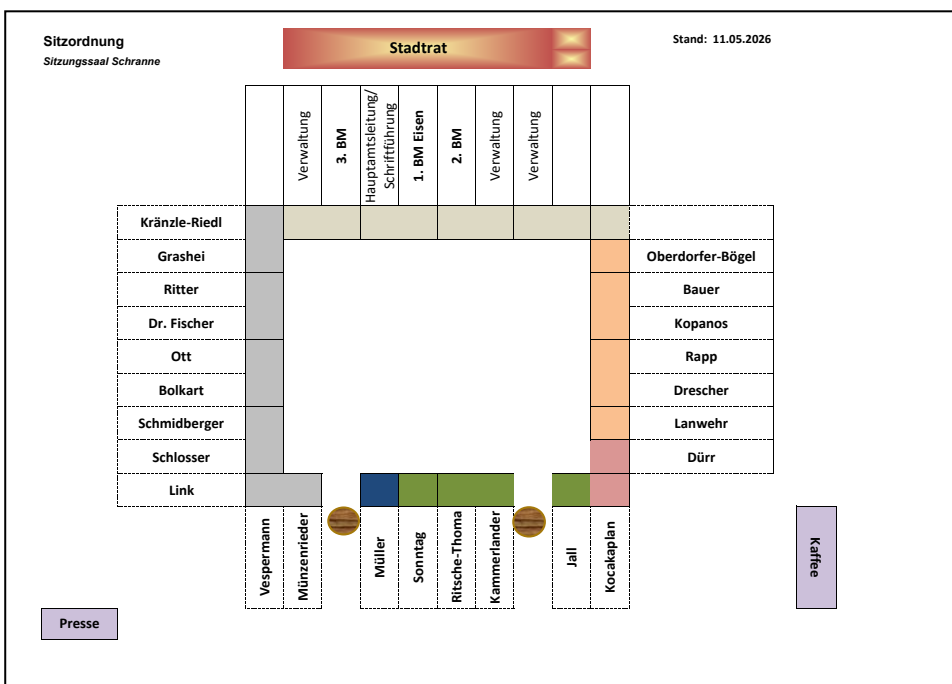 Sitzordnung
Sitzungssaal Schranne
Stadtrat
Stand: 11.05.2026
Verwaltung
3. BM
Hauptamtsleitung/
Schriftführung
1. BM Eisen
2. BM
Verwaltung
Verwaltung
Kränzle-Riedl
Grashei
Oberdorfer-Bögel
Ritter
Bauer
Dr. Fischer
Kopanos
Ott
Rapp
Bolkart
Drescher
Schmidberger
Lanwehr
Schlosser
Dürr
Link
Vespermann
Münzenrieder
Müller
Sonntag
Ritsche-Thoma
Kammerlander
Jall
Kocakaplan
Kaffee
Presse